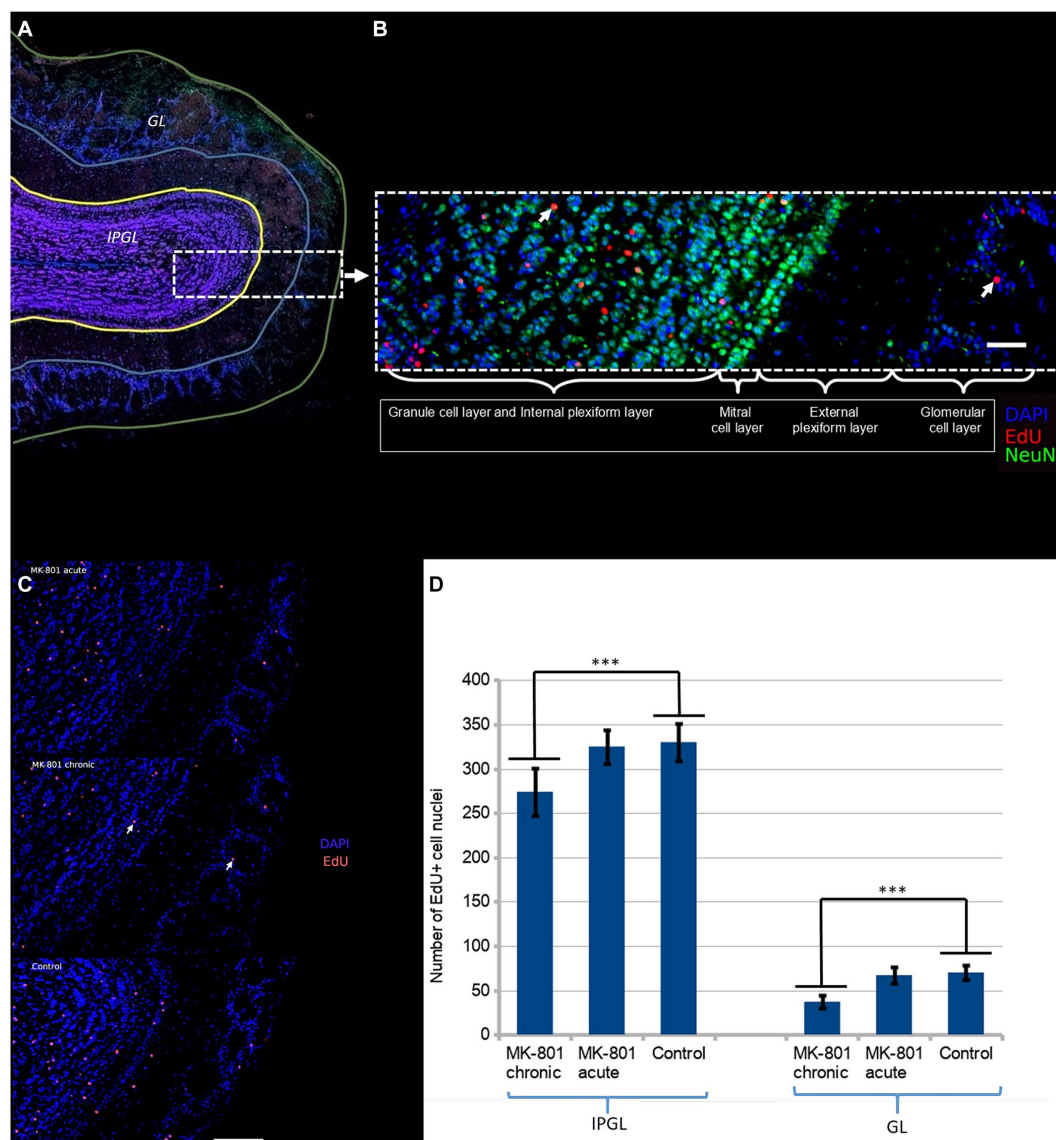 A
B
GL
IPGL
Granule cell layer and Internal plexiform layer
Mitral
cell layer
External
plexiform layer
Glomerular
cell layer
DAPI
EdU
NeuN
C
MK-801 acute
MK-801 chronic
Control
DAPI
EdU
D
Number of EdU+ cell nuclei
400
350
300
250
200
150
100
50
0
***
***
MK-801
chronic
MK-801
acute
Control
MK-801
chronic
MK-801
acute
Control
IPGL
GL